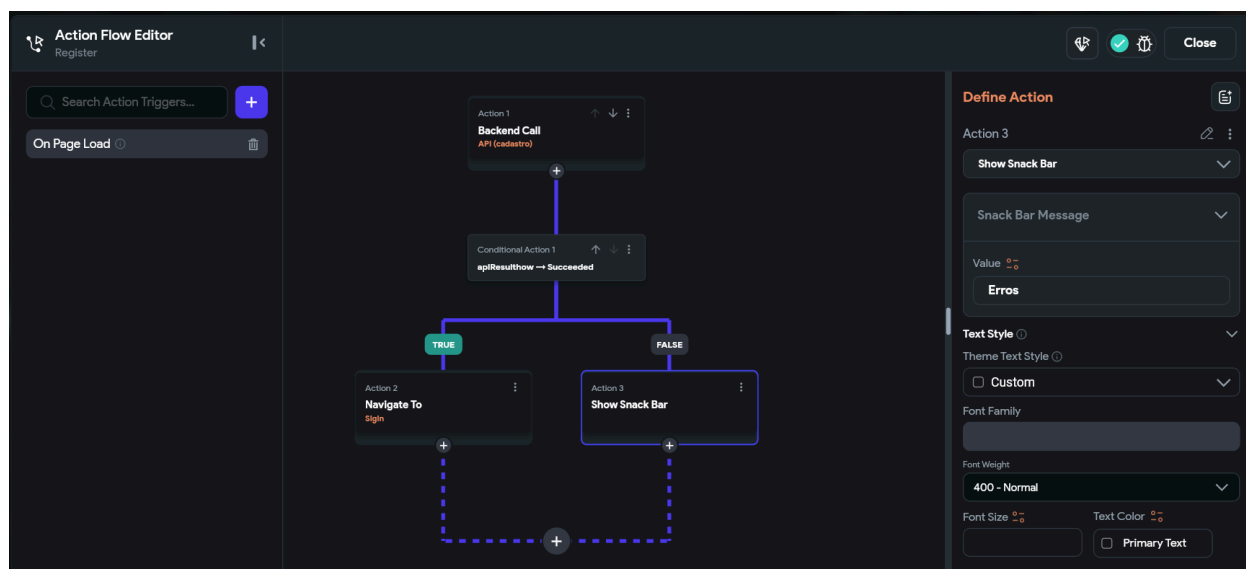 Action Flow Editor
Register
Close
Search Action Triggers...
+
On Page Load
Action 1
Backend Call
API (cadastro)
+
Conditional Action 1
apiResulthow → Succeeded
TRUE
FALSE
Action 2
Navigate To
SigIn
+
Action 3
Show Snack Bar
+
+
Define Action
Action 3
Show Snack Bar
Snack Bar Message
Value
Erros
Text Style
Theme Text Style
Custom
Font Family
Font Weight
400 - Normal
Font Size
Text Color
Primary Text